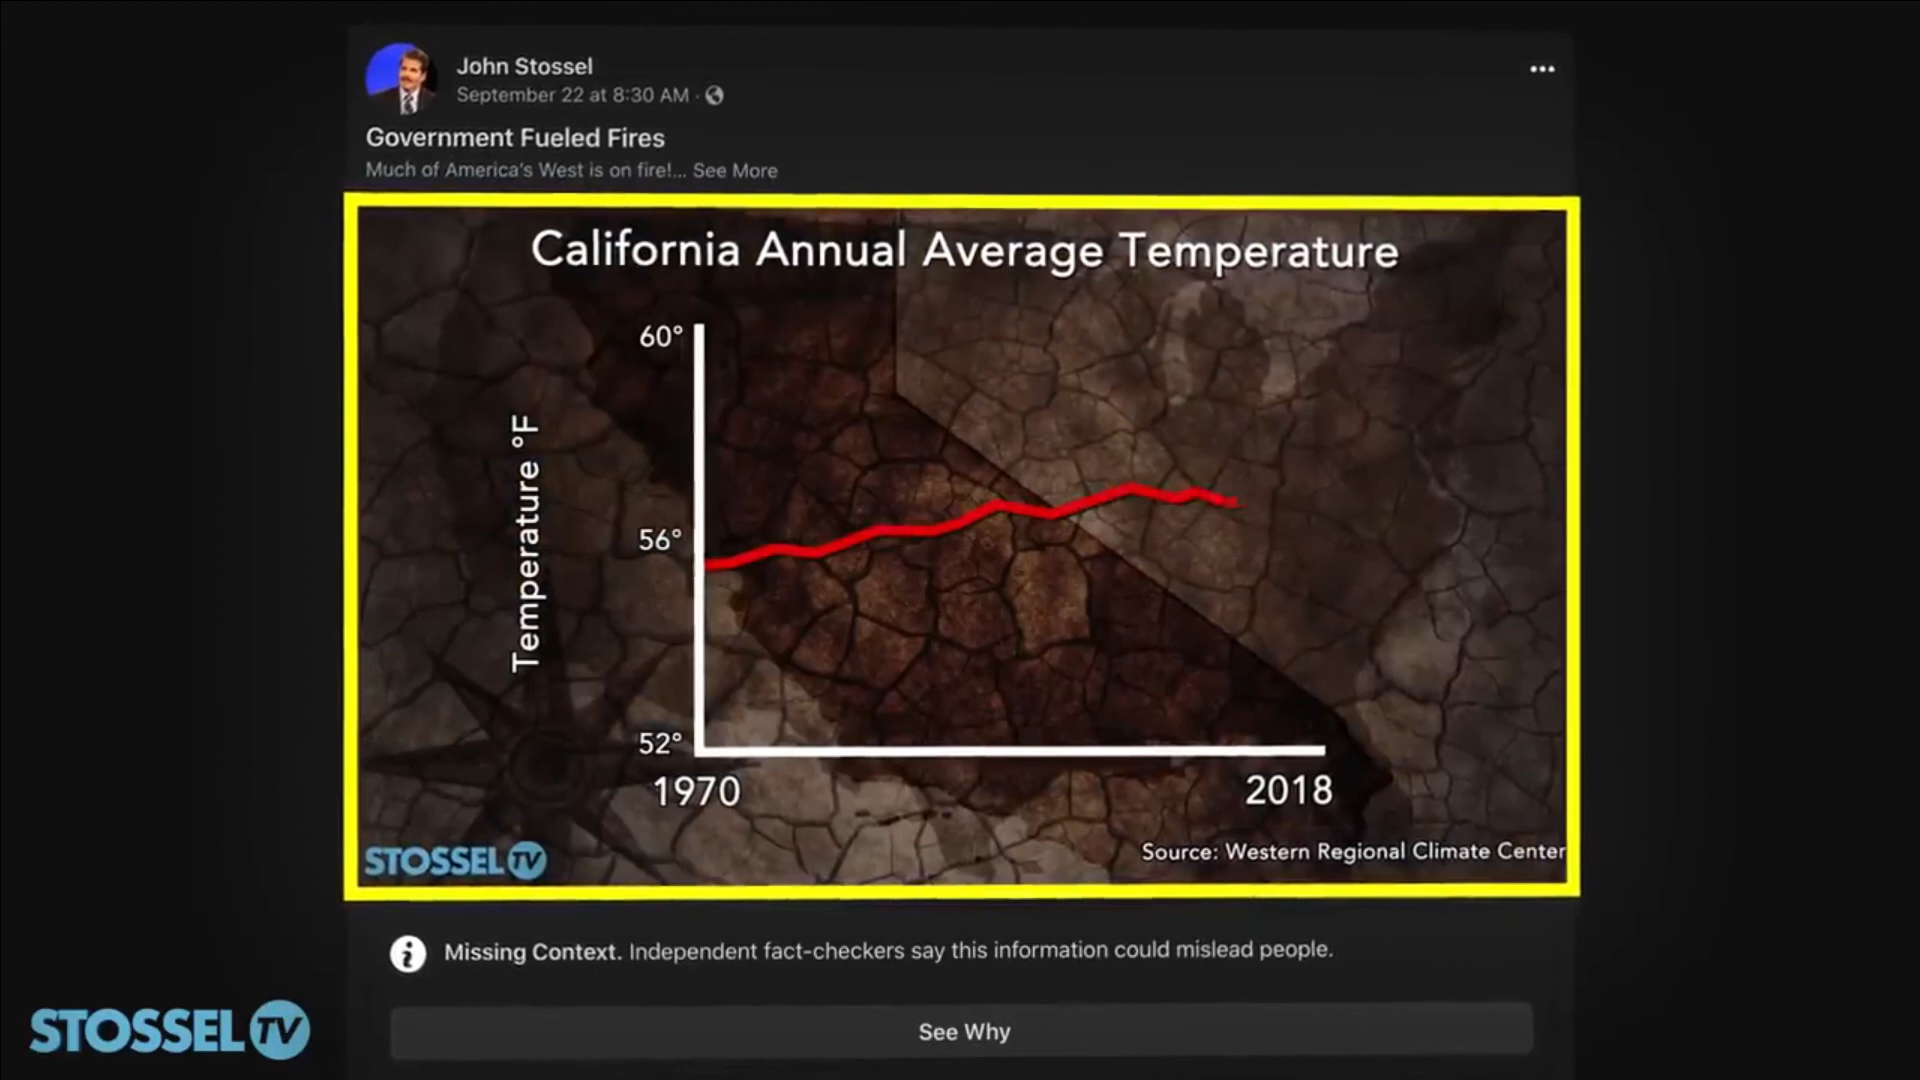 John Stossel
September 22 at 8:30 AM ·
Government Fueled Fires
Much of America's West is on fire!... See More
California Annual Average Temperature
60°
Temperature °F
56°
52°
1970
2018
STOSSEL TV
Source: Western Regional Climate Center
Missing Context. Independent fact-checkers say this information could mislead people.
STOSSEL TV
See Why